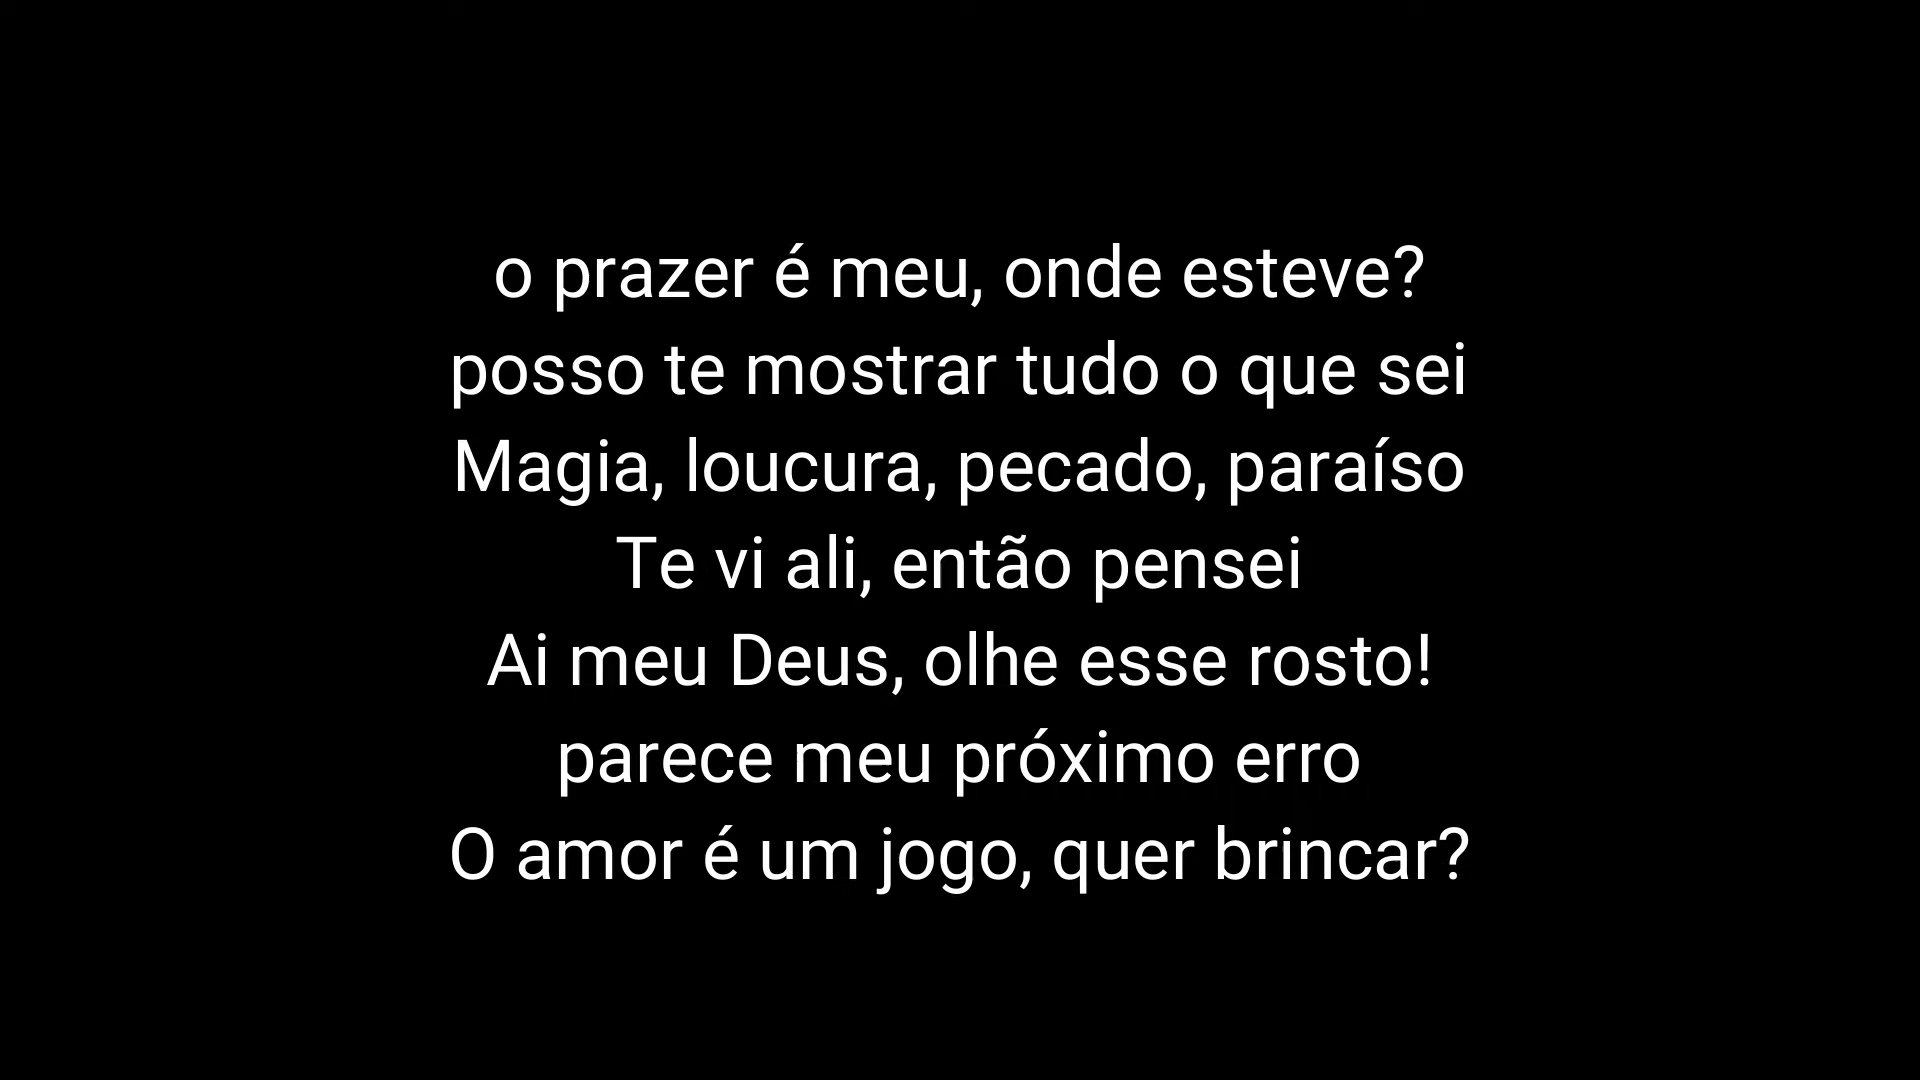 o prazer é meu, onde esteve?
posso te mostrar tudo o que sei
Magia, loucura, pecado, paraíso
Te vi ali, então pensei
Ai meu Deus, olhe esse rosto!
parece meu próximo erro
O amor é um jogo, quer brincar?